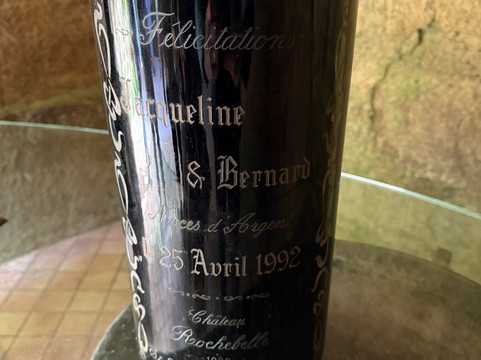 ~ Félicitations
Jacqueline
& Bernard
Noces d'Argent
25 Avril 1992
Château
Rochebelle